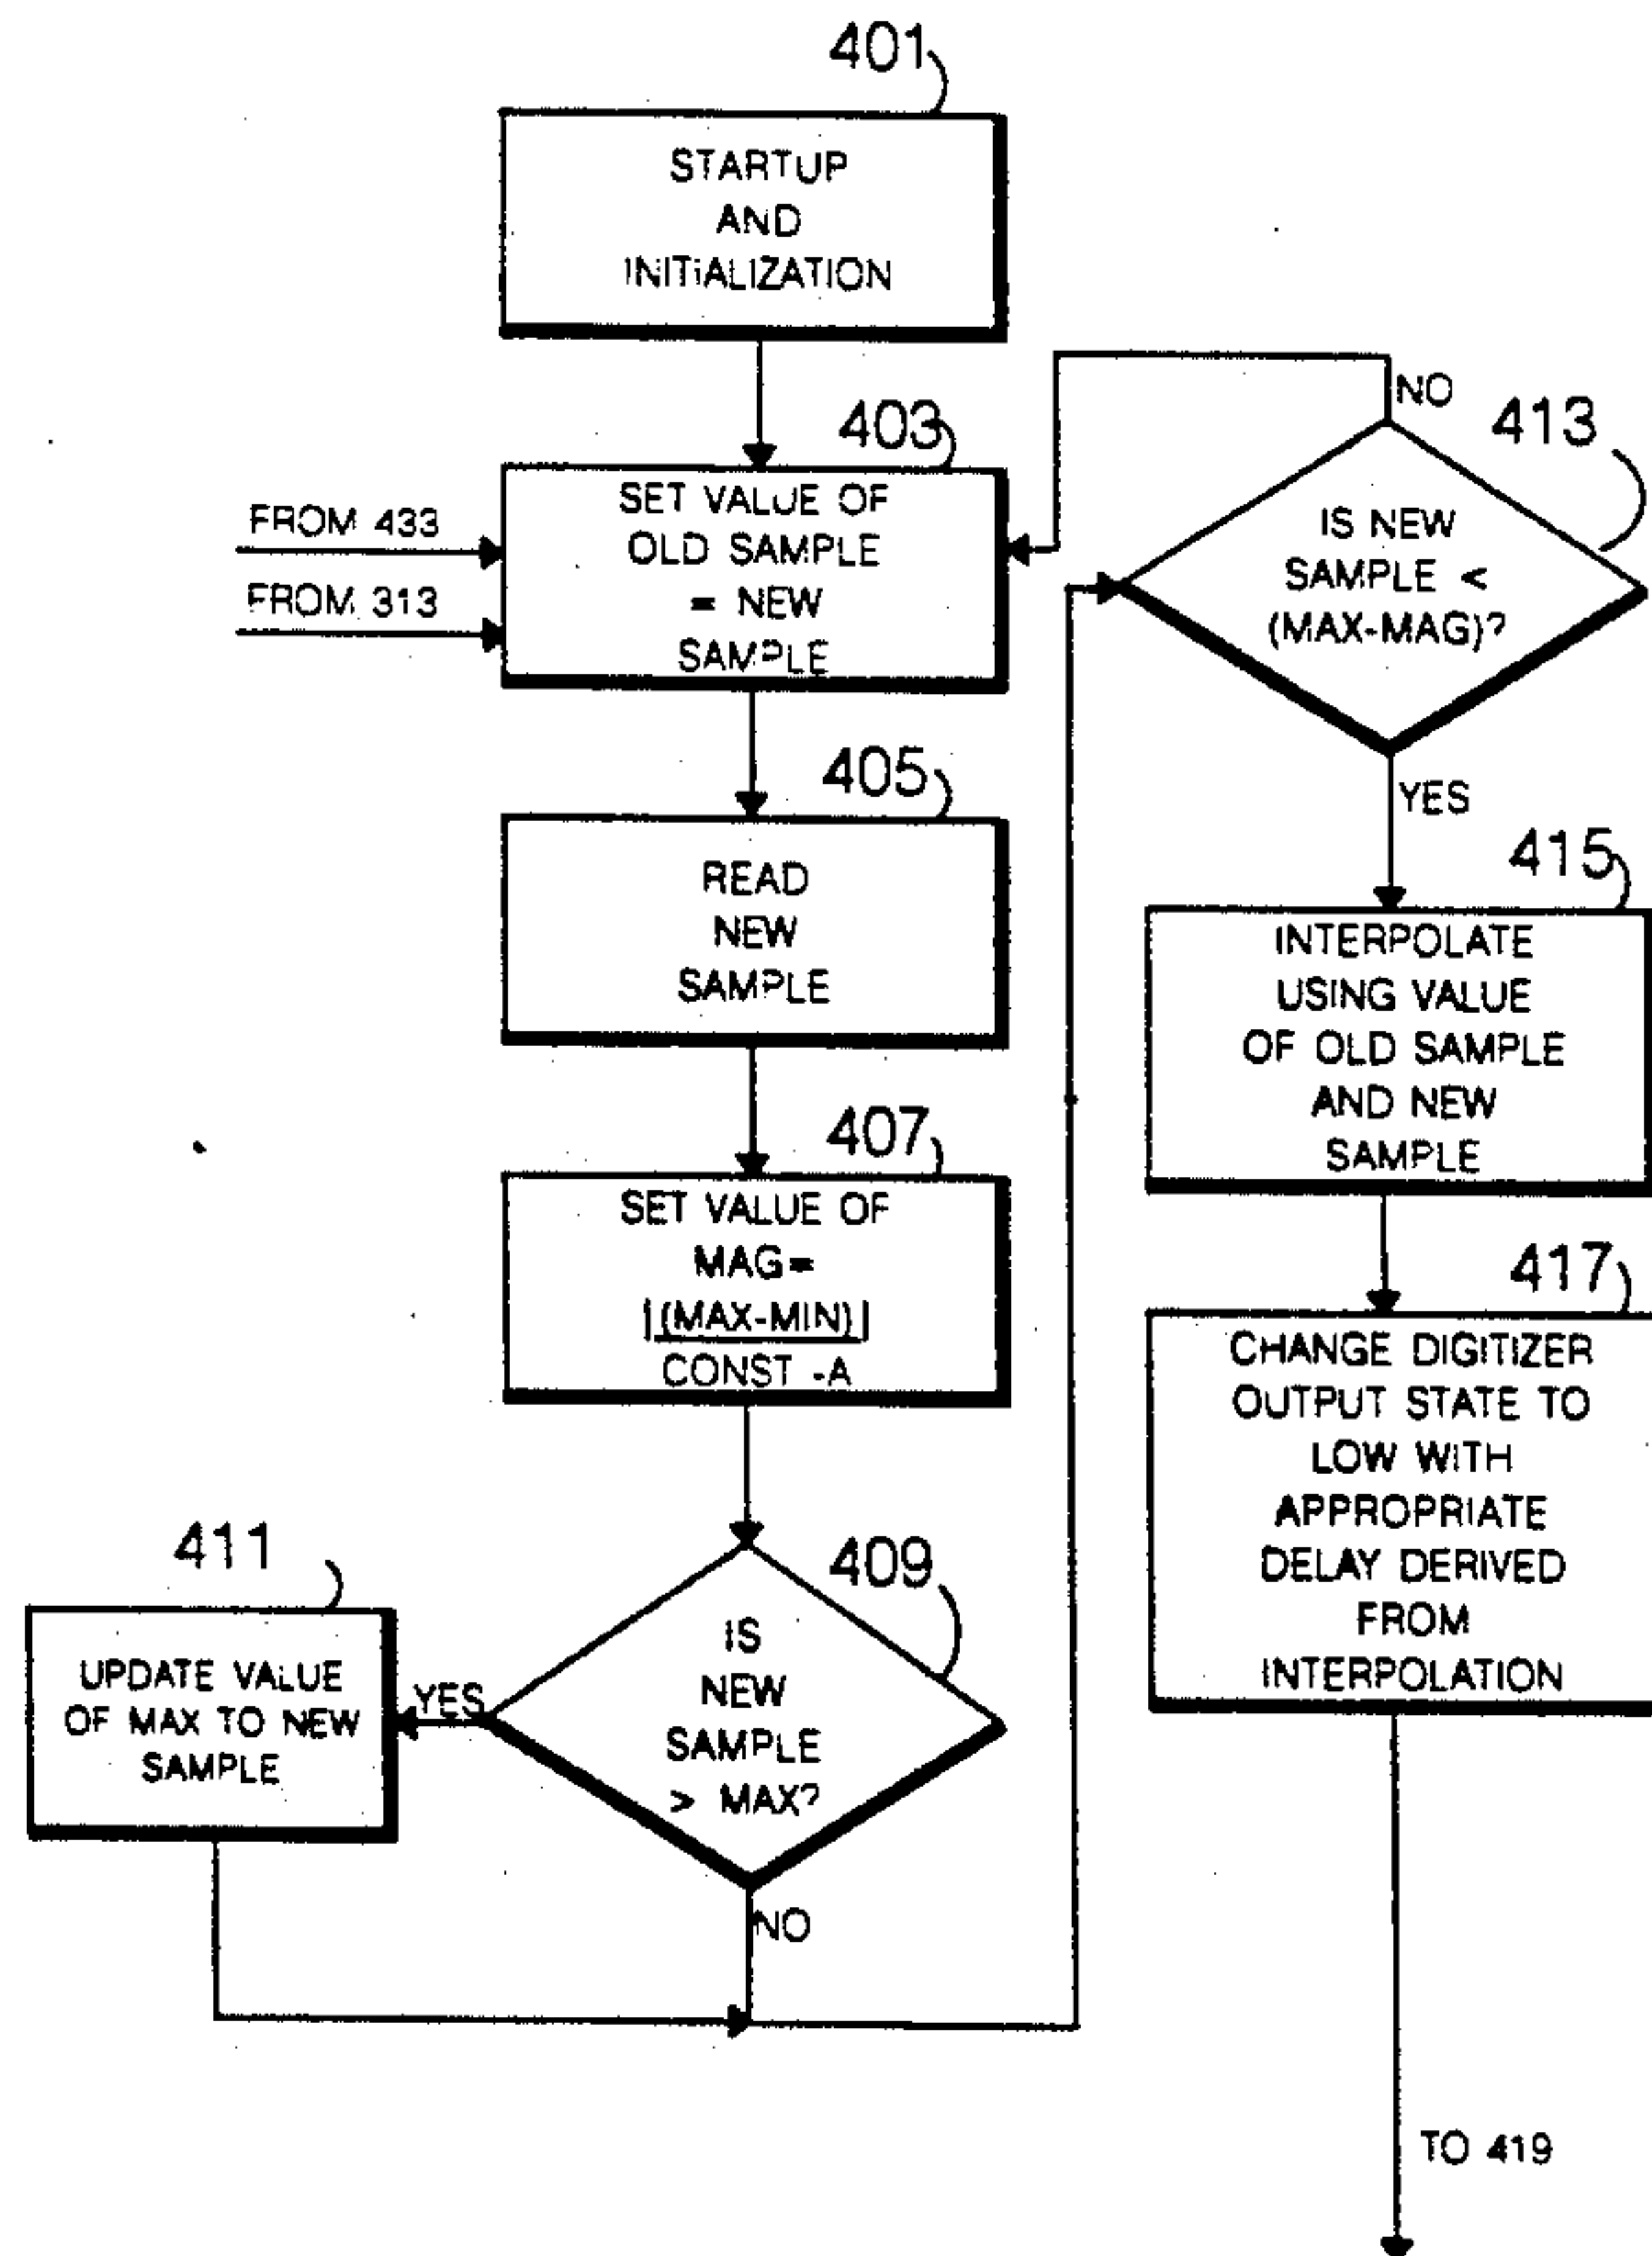 401
STARTUP
AND
INITIALIZATION
403
FROM 433
FROM 313
SET VALUE OF
OLD SAMPLE
= NEW
SAMPLE
405
READ
NEW
SAMPLE
407
SET VALUE OF
MAG=
|(MAX-MIN)|
CONST -A
409
IS
NEW
SAMPLE
> MAX?
YES
NO
411
UPDATE VALUE
OF MAX TO NEW
SAMPLE
413
NO
IS NEW
SAMPLE <
(MAX-MAG)?
YES
415
INTERPOLATE
USING VALUE
OF OLD SAMPLE
AND NEW
SAMPLE
417
CHANGE DIGITIZER
OUTPUT STATE TO
LOW WITH
APPROPRIATE
DELAY DERIVED
FROM
INTERPOLATION
TO 419